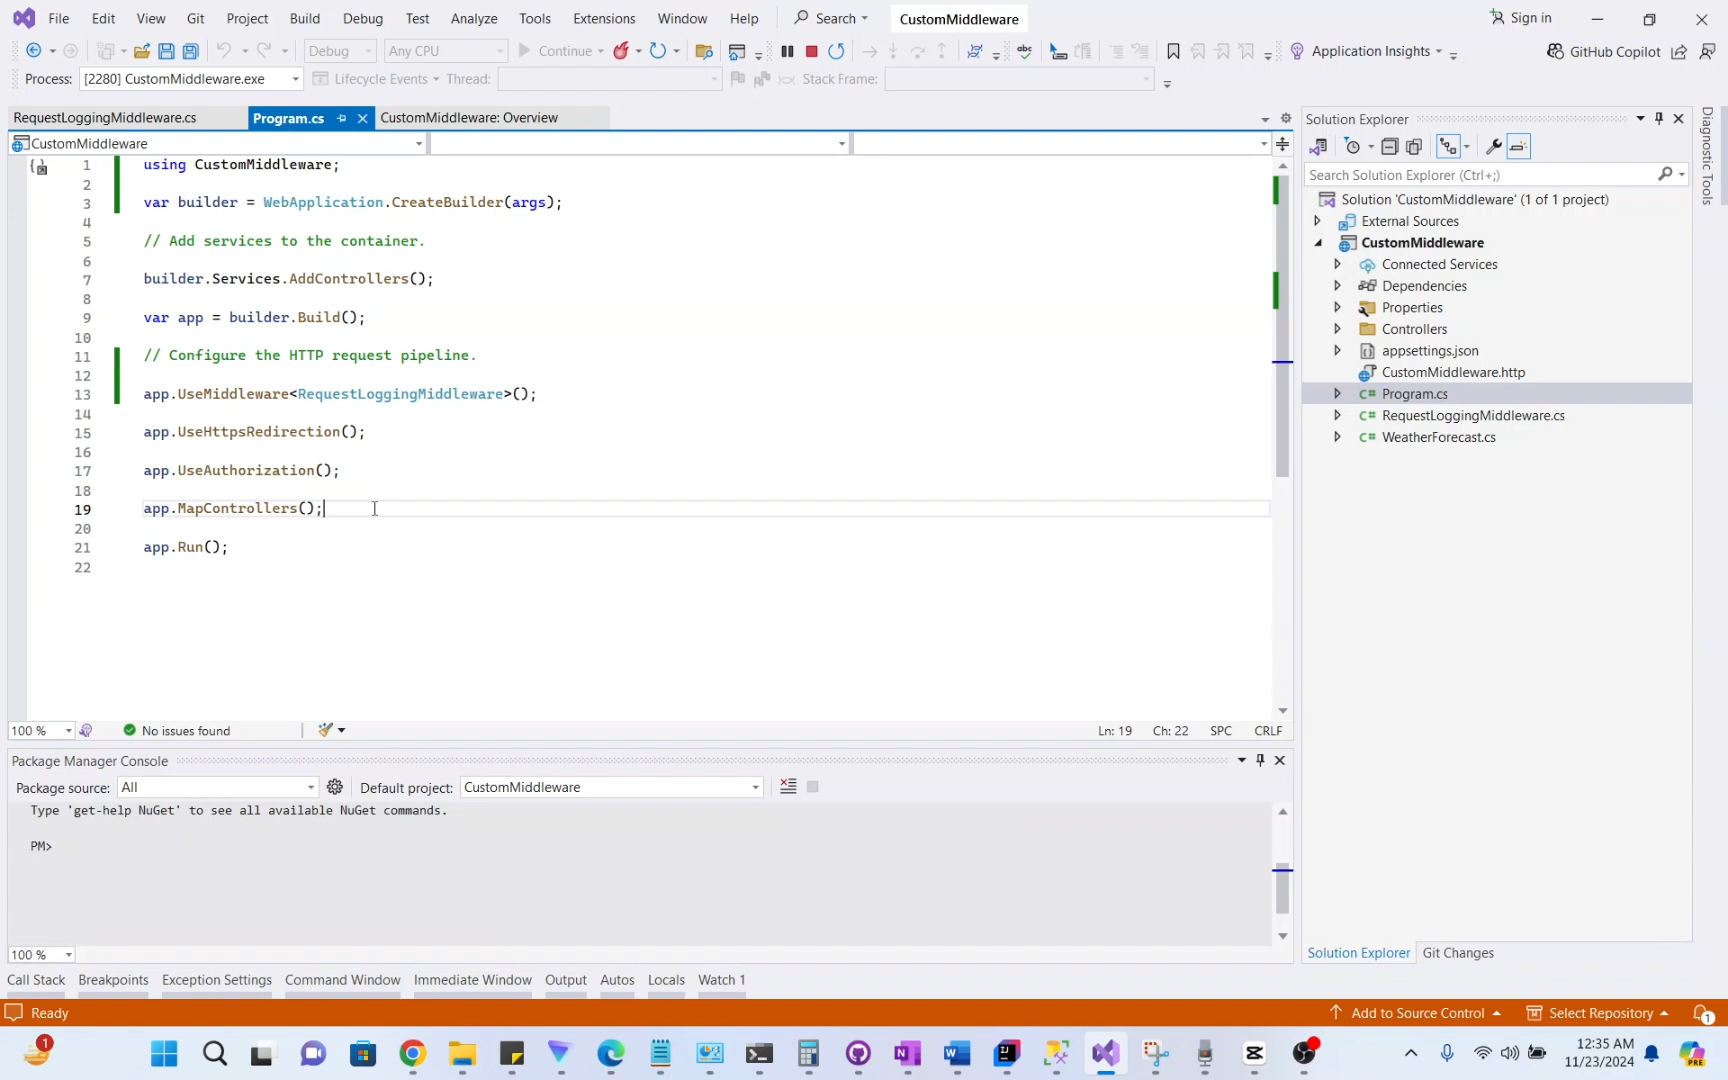 File Edit View Git Project Build Debug Test Analyze Tools Extensions Window Help Search CustomMiddleware Sign in
Debug Any CPU Continue Application Insights GitHub Copilot
Process: [2280] CustomMiddleware.exe Lifecycle Events Thread: Stack Frame:
RequestLoggingMiddleware.cs Program.cs CustomMiddleware: Overview
CustomMiddleware
1 using CustomMiddleware;
2
3 var builder = WebApplication.CreateBuilder(args);
4
5 // Add services to the container.
6
7 builder.Services.AddControllers();
8
9 var app = builder.Build();
10
11 // Configure the HTTP request pipeline.
12
13 app.UseMiddleware<RequestLoggingMiddleware>();
14
15 app.UseHttpsRedirection();
16
17 app.UseAuthorization();
18
19 app.MapControllers();
20
21 app.Run();
22
100 % No issues found Ln: 19 Ch: 22 SPC CRLF
Package Manager Console
Package source: All Default project: CustomMiddleware
Type 'get-help NuGet' to see all available NuGet commands.
PM>
100 %
Call Stack Breakpoints Exception Settings Command Window Immediate Window Output Autos Locals Watch 1
Solution Explorer
Search Solution Explorer (Ctrl+;)
Solution 'CustomMiddleware' (1 of 1 project)
External Sources
CustomMiddleware
Connected Services
Dependencies
Properties
Controllers
appsettings.json
CustomMiddleware.http
C# Program.cs
C# RequestLoggingMiddleware.cs
C# WeatherForecast.cs
Solution Explorer Git Changes
Diagnostic Tools
Ready Add to Source Control Select Repository 1
1
12:35 AM
11/23/2024
PRE